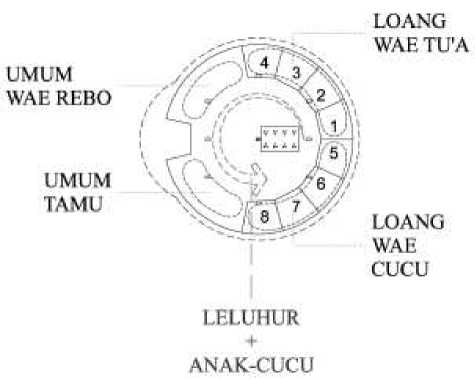 LOANG
WAE TU'A
UMUM
WAE REBO
4
3
2
1
5
6
7
8
UMUM
TAMU
LOANG
WAE
CUCU
LELUHUR
+
ANAK-CUCU